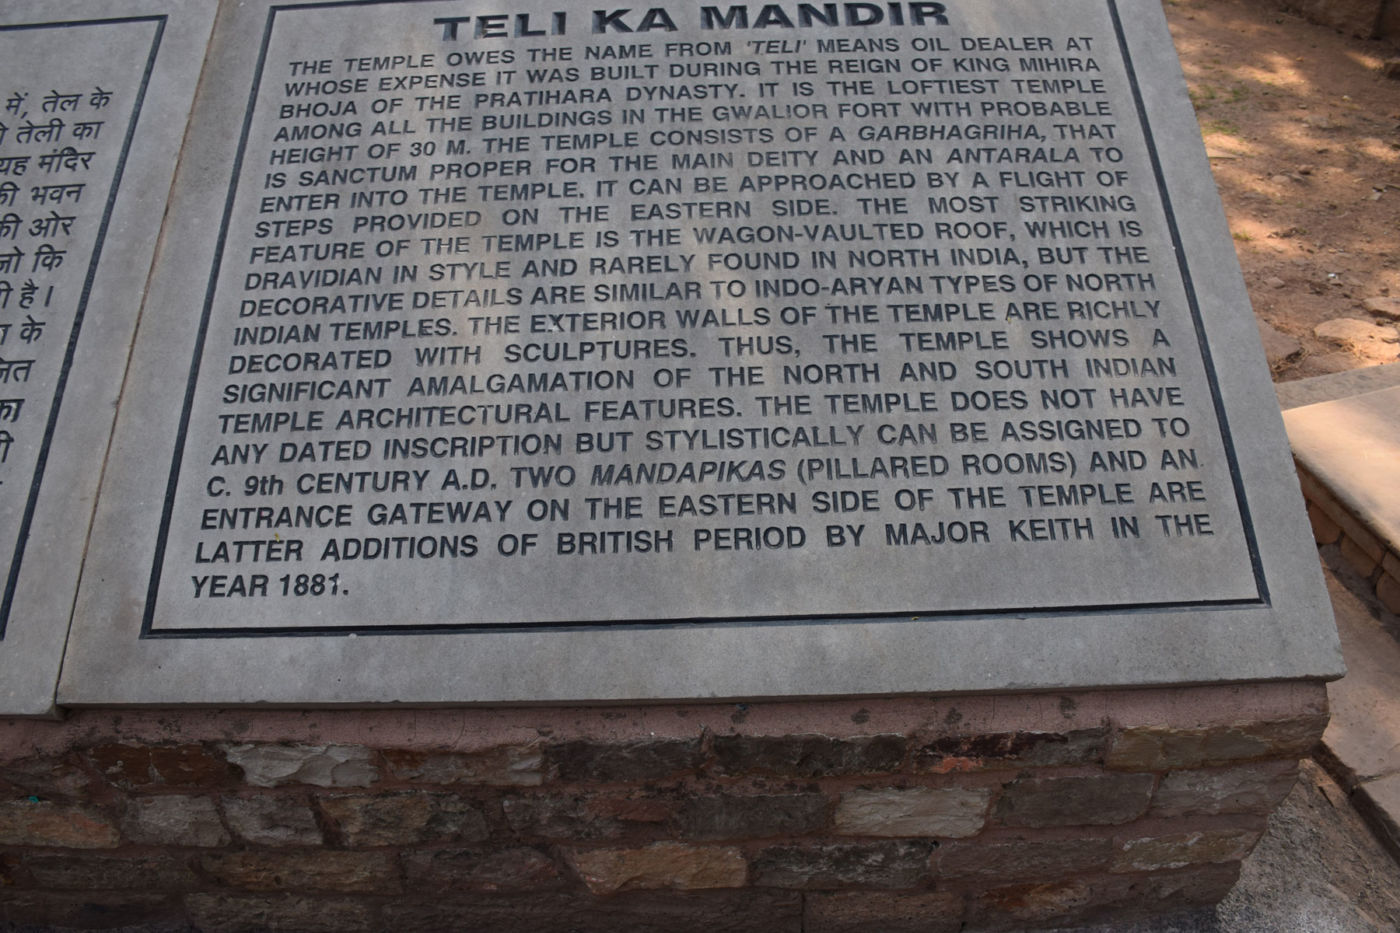 में, तेल के
तेली का
यह मंदिर
की भवन
की ओर
जो कि
है।
के
का
TELI KA MANDIR
THE TEMPLE OWES THE NAME FROM 'TELI' MEANS OIL DEALER AT
WHOSE EXPENSE IT WAS BUILT DURING THE REIGN OF KING MIHIRA
BHOJA OF THE PRATIHARA DYNASTY. IT IS THE LOFTIEST TEMPLE
AMONG ALL THE BUILDINGS IN THE GWALIOR FORT WITH PROBABLE
HEIGHT OF 30 M. THE TEMPLE CONSISTS OF A GARBHAGRIHA, THAT
IS SANCTUM PROPER FOR THE MAIN DEITY AND AN ANTARALA TO
ENTER INTO THE TEMPLE. IT CAN BE APPROACHED BY A FLIGHT OF
STEPS PROVIDED ON THE EASTERN SIDE. THE MOST STRIKING
FEATURE OF THE TEMPLE IS THE WAGON-VAULTED ROOF, WHICH IS
DRAVIDIAN IN STYLE AND RARELY FOUND IN NORTH INDIA, BUT THE
DECORATIVE DETAILS ARE SIMILAR TO INDO-ARYAN TYPES OF NORTH
INDIAN TEMPLES. THE EXTERIOR WALLS OF THE TEMPLE ARE RICHLY
DECORATED WITH SCULPTURES. THUS, THE TEMPLE SHOWS A
SIGNIFICANT AMALGAMATION OF THE NORTH AND SOUTH INDIAN
TEMPLE ARCHITECTURAL FEATURES. THE TEMPLE DOES NOT HAVE
ANY DATED INSCRIPTION BUT STYLISTICALLY CAN BE ASSIGNED TO
C. 9th CENTURY A.D. TWO MANDAPIKAS (PILLARED ROOMS) AND AN
ENTRANCE GATEWAY ON THE EASTERN SIDE OF THE TEMPLE ARE
LATTER ADDITIONS OF BRITISH PERIOD BY MAJOR KEITH IN THE
YEAR 1881.